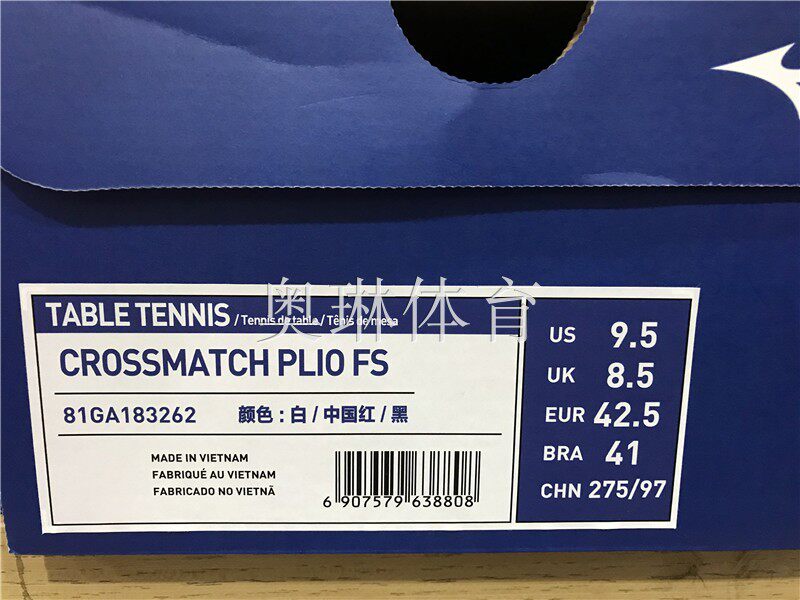 奥琳体育
TABLE TENNIS / Tennis de table / Tênis de mesa
CROSSMATCH PLIO FS
81GA183262 颜色：白/中国红/黑
MADE IN VIETNAM
FABRIQUÉ AU VIETNAM
FABRICADO NO VIETNÃ
6 907579 638808
US 9.5
UK 8.5
EUR 42.5
BRA 41
CHN 275/97